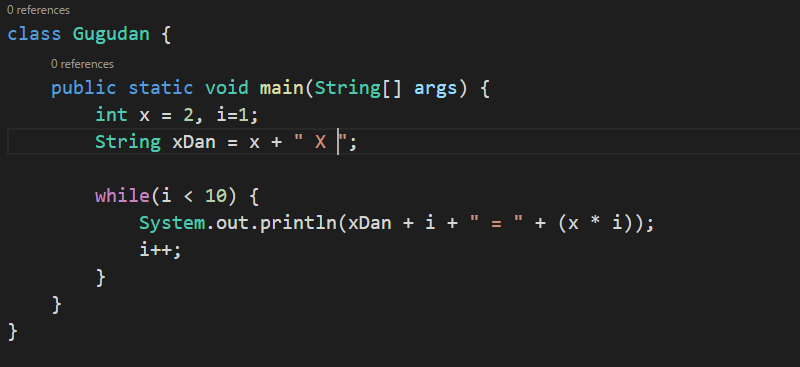 0 references
class Gugudan {
0 references
public static void main(String[] args) {
int x = 2, i=1;
String xDan = x + " X ";
while(i < 10) {
System.out.println(xDan + i + " = " + (x * i));
i++;
}
}
}